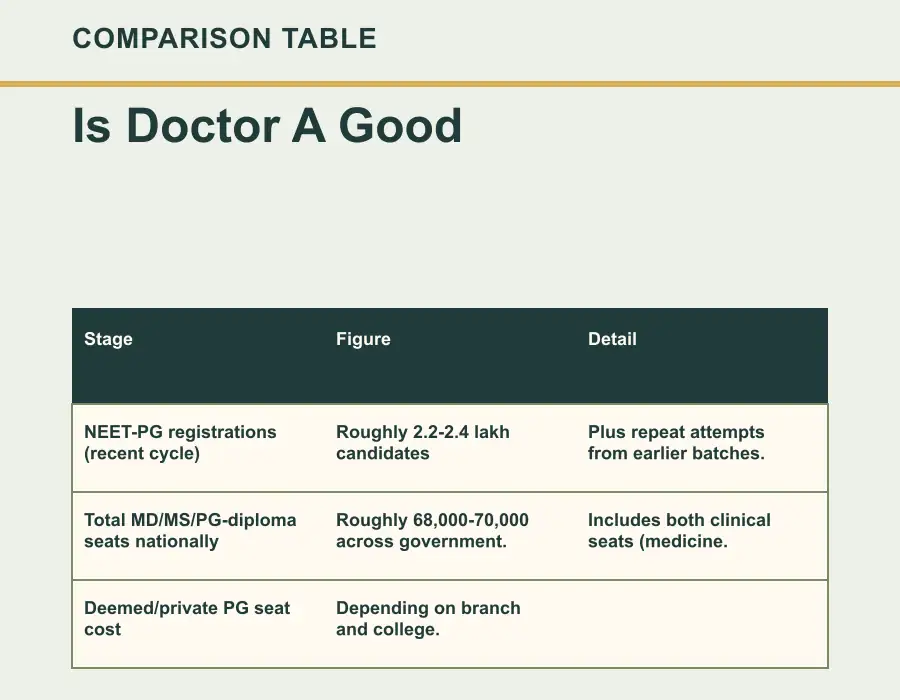 COMPARISON TABLE
Is Doctor A Good
Stage Figure Detail
NEET-PG registrations Roughly 2.2-2.4 lakh Plus repeat attempts
(recent cycle) candidates from earlier batches.
Total MD/MS/PG-diploma Roughly 68,000-70,000 Includes both clinical
seats nationally across government. seats (medicine.
Deemed/private PG seat Depending on branch
cost and college.